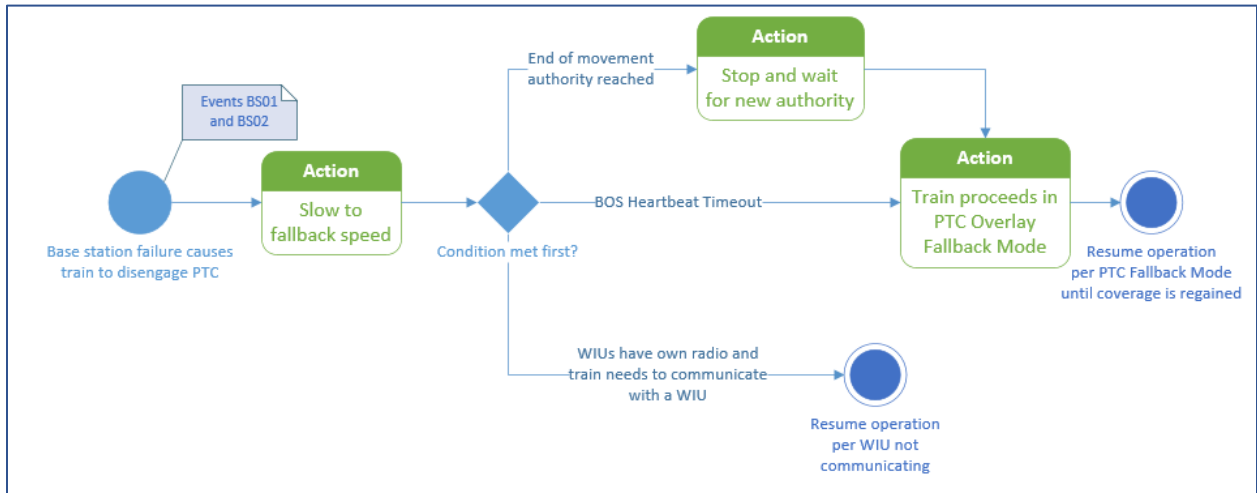 Events BS01
and BS02
Base station failure causes
train to disengage PTC
Action
Slow to
fallback speed
Condition met first?
End of movement
authority reached
Action
Stop and wait
for new authority
BOS Heartbeat Timeout
Action
Train proceeds in
PTC Overlay
Fallback Mode
Resume operation
per PTC Fallback Mode
until coverage is regained
WIUs have own radio and
train needs to communicate
with a WIU
Resume operation
per WIU not
communicating